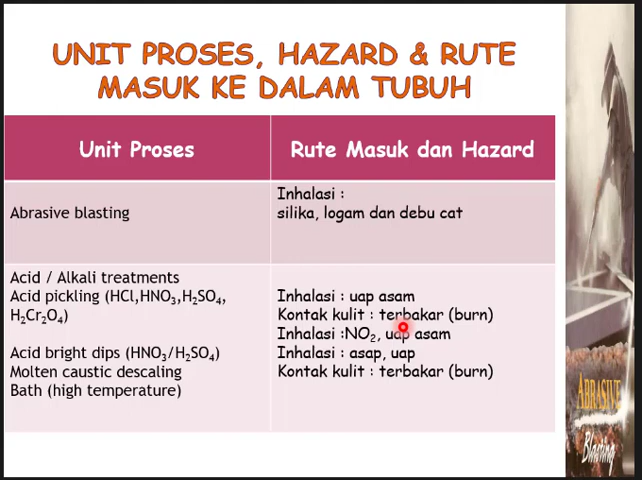 UNIT PROSES, HAZARD & RUTE
MASUK KE DALAM TUBUH
Unit Proses
Rute Masuk dan Hazard
Abrasive blasting
Inhalasi :
silika, logam dan debu cat
Acid / Alkali treatments
Acid pickling (HCl,HNO₃,H₂SO₄,
H₂Cr₂O₄)
Acid bright dips (HNO₃/H₂SO₄)
Molten caustic descaling
Bath (high temperature)
Inhalasi : uap asam
Kontak kulit : terbakar (burn)
Inhalasi :NO₂, uap asam
Inhalasi : asap, uap
Kontak kulit : terbakar (burn)
ABRASIVE
Blasting